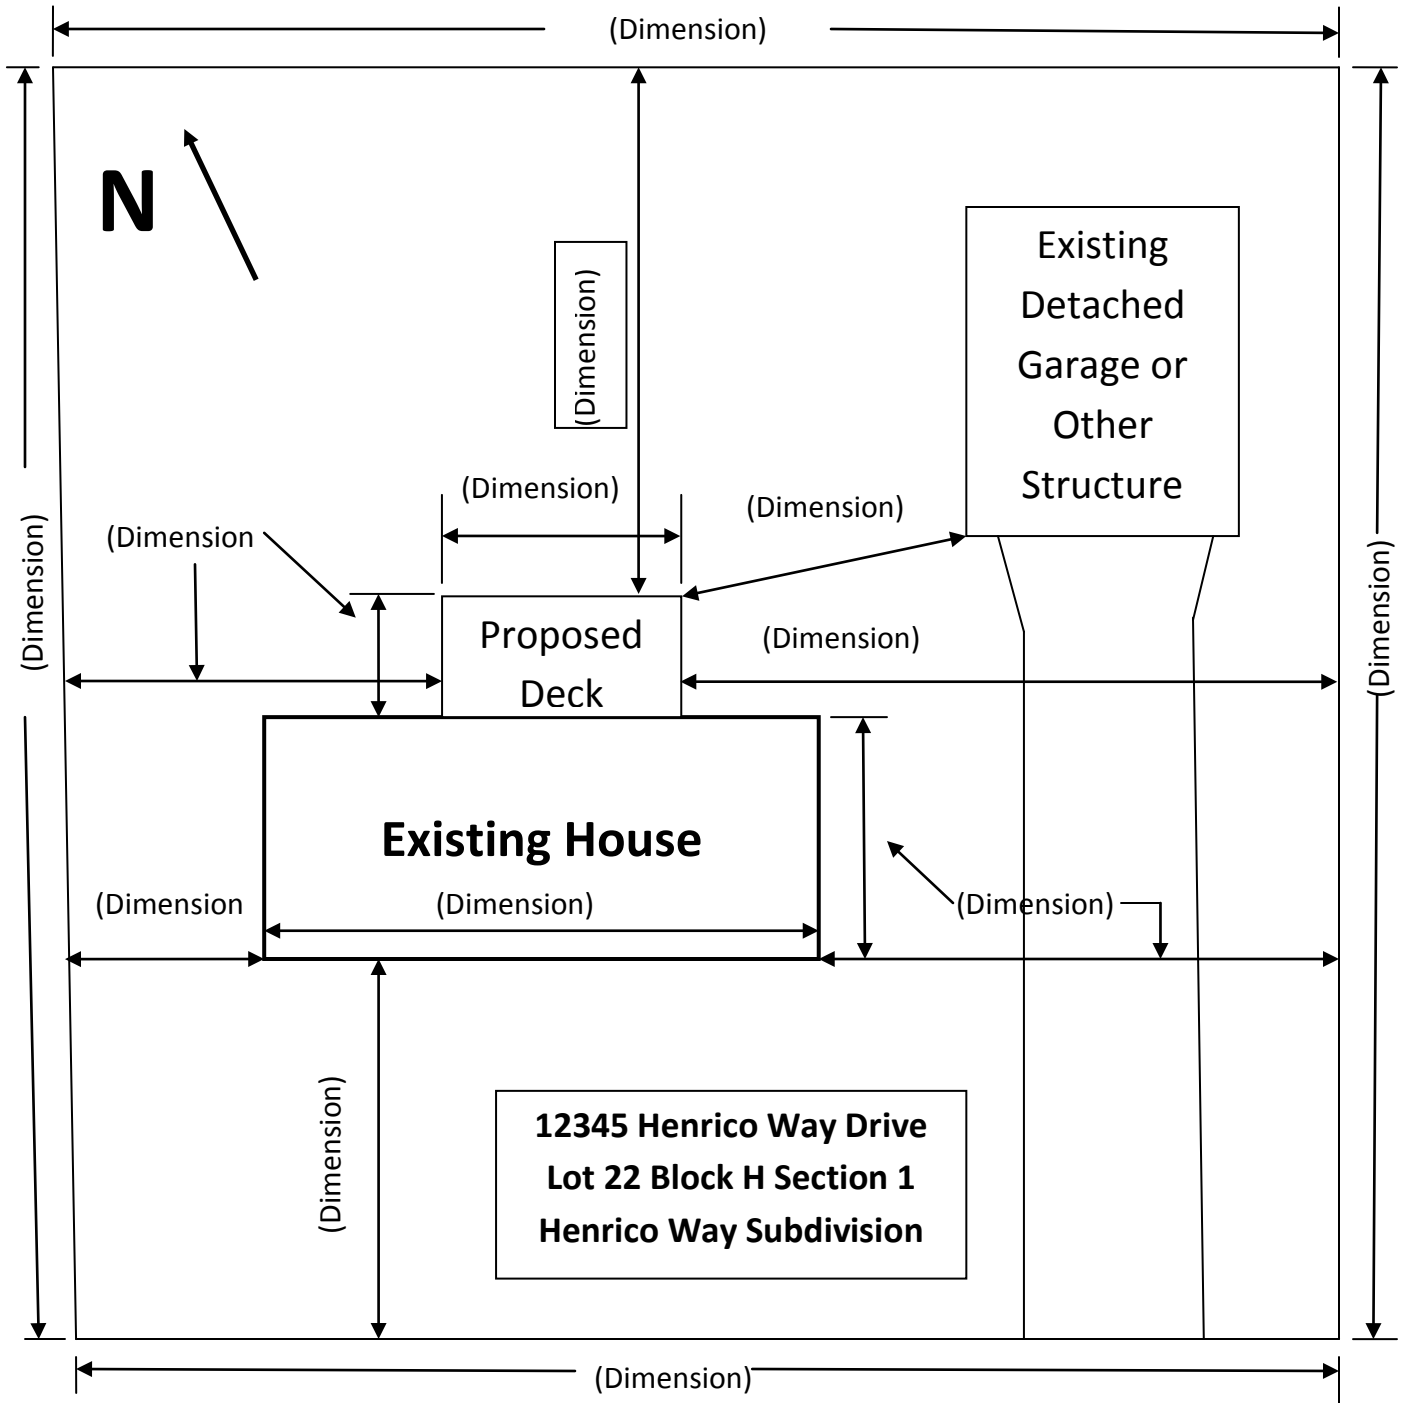 (Dimension)
N
(Dimension)
Existing
Detached
Garage or
Other
Structure
(Dimension)
(Dimension)
(Dimension
(Dimension)
(Dimension)
Proposed
Deck
(Dimension)
(Dimension)
Existing House
(Dimension
(Dimension)
(Dimension)
(Dimension)
12345 Henrico Way Drive
Lot 22 Block H Section 1
Henrico Way Subdivision
(Dimension)